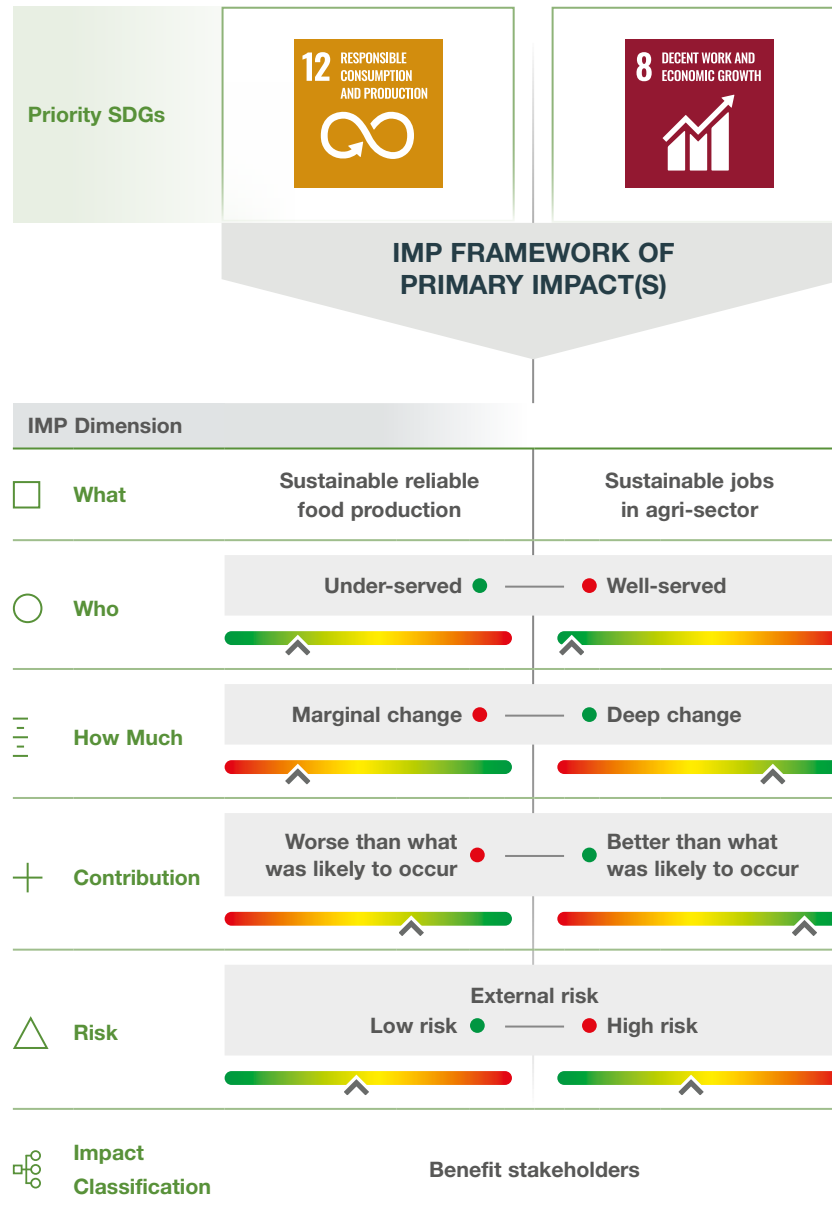 Priority SDGs
12 RESPONSIBLE
CONSUMPTION
AND PRODUCTION
8 DECENT WORK AND
ECONOMIC GROWTH
IMP FRAMEWORK OF
PRIMARY IMPACT(S)
IMP Dimension
What
Sustainable reliable
food production
Sustainable jobs
in agri-sector
Who
Under-served
Well-served
How Much
Marginal change
Deep change
Contribution
Worse than what
was likely to occur
Better than what
was likely to occur
Risk
External risk
Low risk
High risk
Impact
Classification
Benefit stakeholders